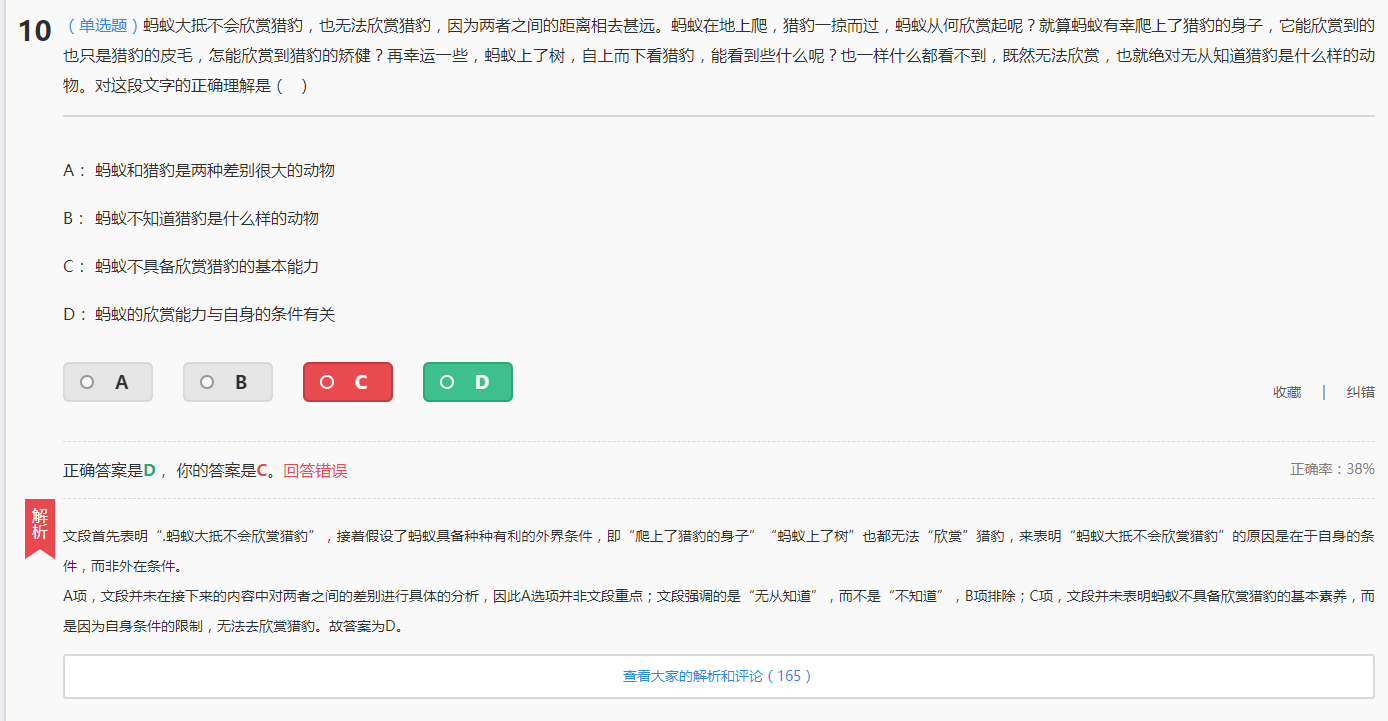 10 （单选题）蚂蚁大抵不会欣赏猎豹，也无法欣赏猎豹，因为两者之间的距离相去甚远。蚂蚁在地上爬，猎豹一掠而过，蚂蚁从何欣赏起呢？就算蚂蚁有幸爬上了猎豹的身子，它能欣赏到的
也只是猎豹的皮毛，怎能欣赏到猎豹的矫健？再幸运一些，蚂蚁上了树，自上而下看猎豹，能看到些什么呢？也一样什么都看不到，既然无法欣赏，也就绝对无从知道猎豹是什么样的动
物。对这段文字的正确理解是（　）
A： 蚂蚁和猎豹是两种差别很大的动物
B： 蚂蚁不知道猎豹是什么样的动物
C： 蚂蚁不具备欣赏猎豹的基本能力
D： 蚂蚁的欣赏能力与自身的条件有关
A B C D
收藏 | 纠错
正确答案是D， 你的答案是C。回答错误 正确率：38%
解析
文段首先表明“.蚂蚁大抵不会欣赏猎豹”，接着假设了蚂蚁具备种种有利的外界条件，即“爬上了猎豹的身子”“蚂蚁上了树”也都无法“欣赏”猎豹，来表明“蚂蚁大抵不会欣赏猎豹”的原因是在于自身的条
件，而非外在条件。
A项，文段并未在接下来的内容中对两者之间的差别进行具体的分析，因此A选项并非文段重点；文段强调的是“无从知道”，而不是“不知道”，B项排除；C项，文段并未表明蚂蚁不具备欣赏猎豹的基本素养，而
是因为自身条件的限制，无法去欣赏猎豹。故答案为D。
查看大家的解析和评论（165）